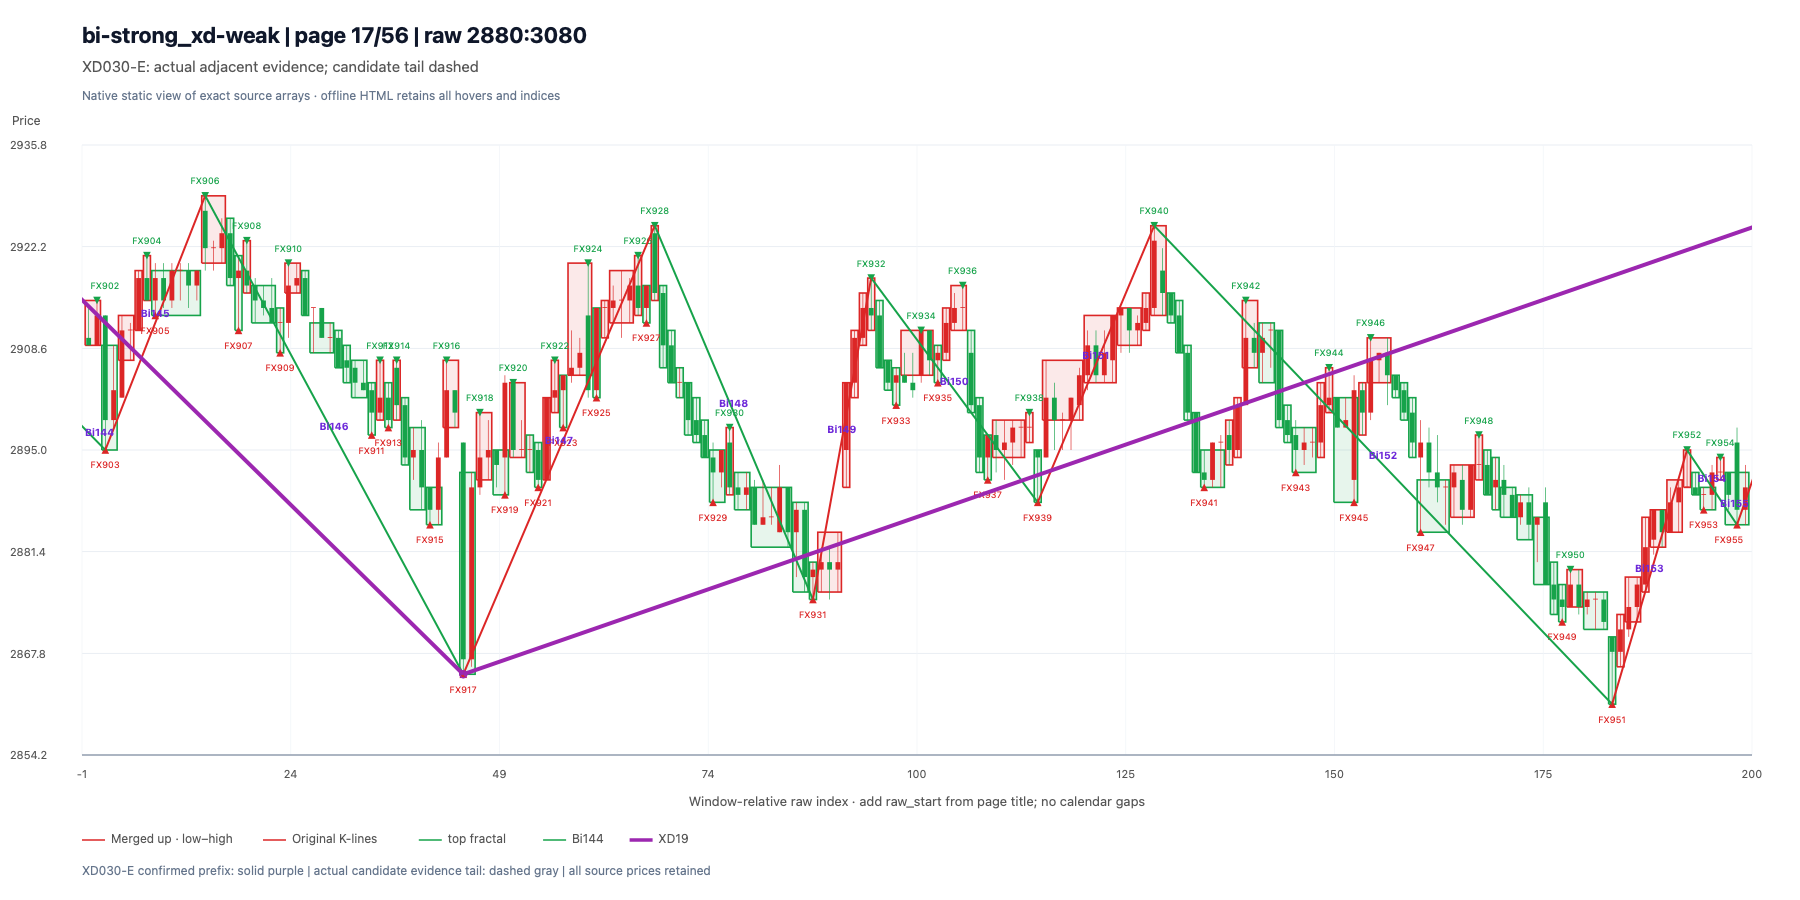 bi-strong_xd-weak | page 17/56 | raw 2880:3080
XD030-E: actual adjacent evidence; candidate tail dashed
Native static view of exact source arrays · offline HTML retains all hovers and indices
Price
2935.8
2922.2
2908.6
2895.0
2881.4
2867.8
2854.2
FX906
FX928
FX940
FX908
FX904
FX910
FX924
FX932
FX936
FX902
FX942
Bi145
FX905
FX934
FX946
FX907
FX927
FX914
FX916
FX922
FX944
Bi151
FX909
FX935
Bi150
FX920
FX918
Bi148
FX930
FX938
FX925
FX933
Bi144
Bi146
Bi149
FX948
FX952
FX913
FX911
Bi147
FX954
FX903
Bi152
FX937
FX943
Bi154
FX919
FX921
FX929
FX939
FX941
FX945
FX953
FX915
FX947
FX955
FX950
Bi153
FX931
FX949
FX917
FX951
-1 24 49 74 100 125 150 175 200
Window-relative raw index · add raw_start from page title; no calendar gaps
Merged up · low–high Original K-lines top fractal Bi144 XD19
XD030-E confirmed prefix: solid purple | actual candidate evidence tail: dashed gray | all source prices retained